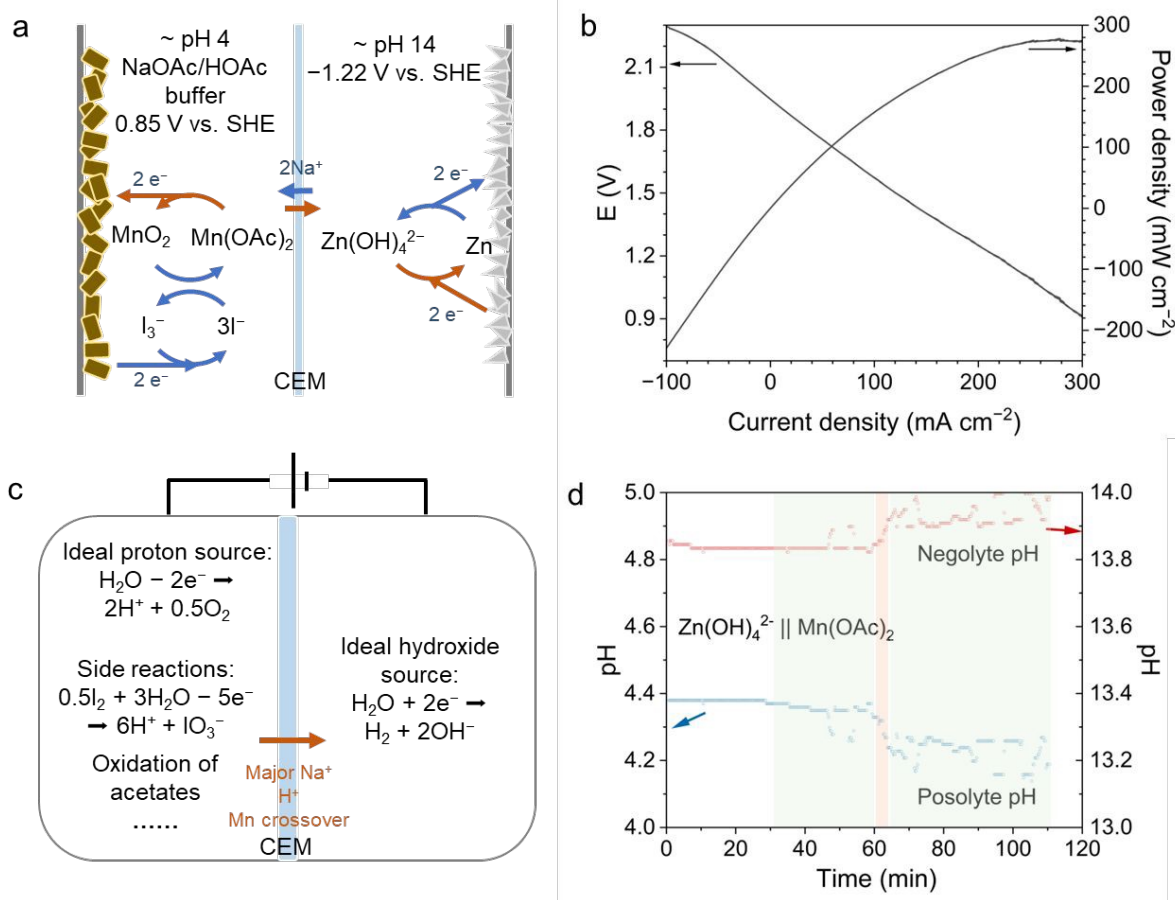 a
~ pH 4
NaOAc/HOAc
buffer
0.85 V vs. SHE
~ pH 14
−1.22 V vs. SHE
2Na⁺
2 e⁻
2 e⁻
MnO₂
Mn(OAc)₂
Zn(OH)₄²⁻
Zn
I₃⁻
3I⁻
2 e⁻
2 e⁻
CEM
b
E (V)
2.1
1.8
1.5
1.2
0.9
300
200
100
0
−100
−200
Power density (mW cm⁻²)
−100
0
100
200
300
Current density (mA cm⁻²)
c
Ideal proton source:
H₂O − 2e⁻ ➞
2H⁺ + 0.5O₂
Side reactions:
0.5I₂ + 3H₂O − 5e⁻
➞ 6H⁺ + IO₃⁻
Oxidation of
acetates
......
Ideal hydroxide
source:
H₂O + 2e⁻ ➞
H₂ + 2OH⁻
Major Na⁺
H⁺
Mn crossover
CEM
d
pH
5.0
4.8
4.6
4.4
4.2
4.0
14.0
13.8
13.6
13.4
13.2
13.0
pH
Negolyte pH
Zn(OH)₄²⁻ || Mn(OAc)₂
Posolyte pH
0
20
40
60
80
100
120
Time (min)